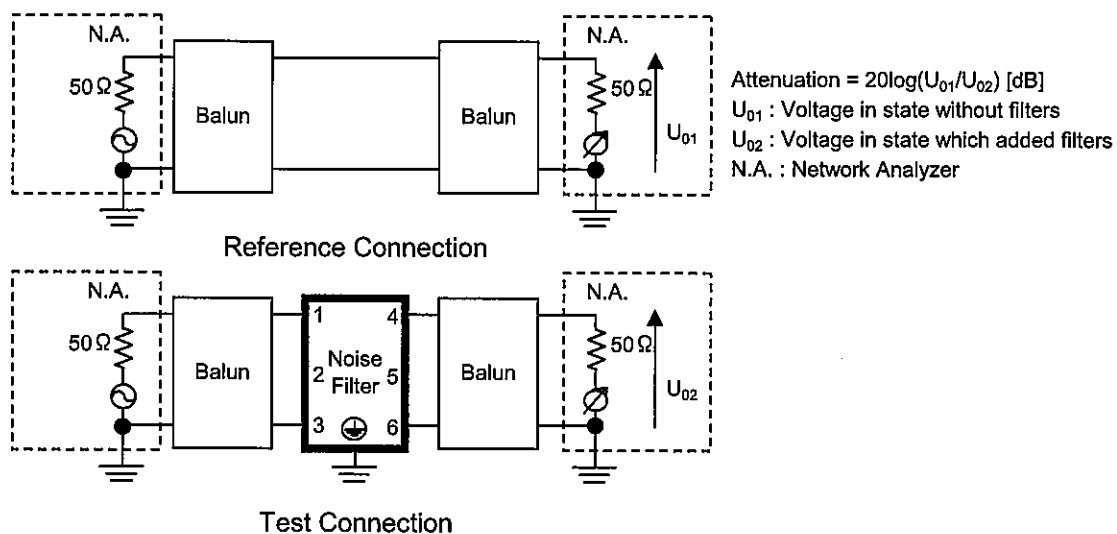 N.A.
50Ω
Balun
Balun
N.A.
50Ω
U01
Attenuation = 20log(U01/U02) [dB]
U01 : Voltage in state without filters
U02 : Voltage in state which added filters
N.A. : Network Analyzer
Reference Connection
N.A.
50Ω
Balun
1 4
2 Noise 5
Filter
3 6
Balun
N.A.
50Ω
U02
Test Connection